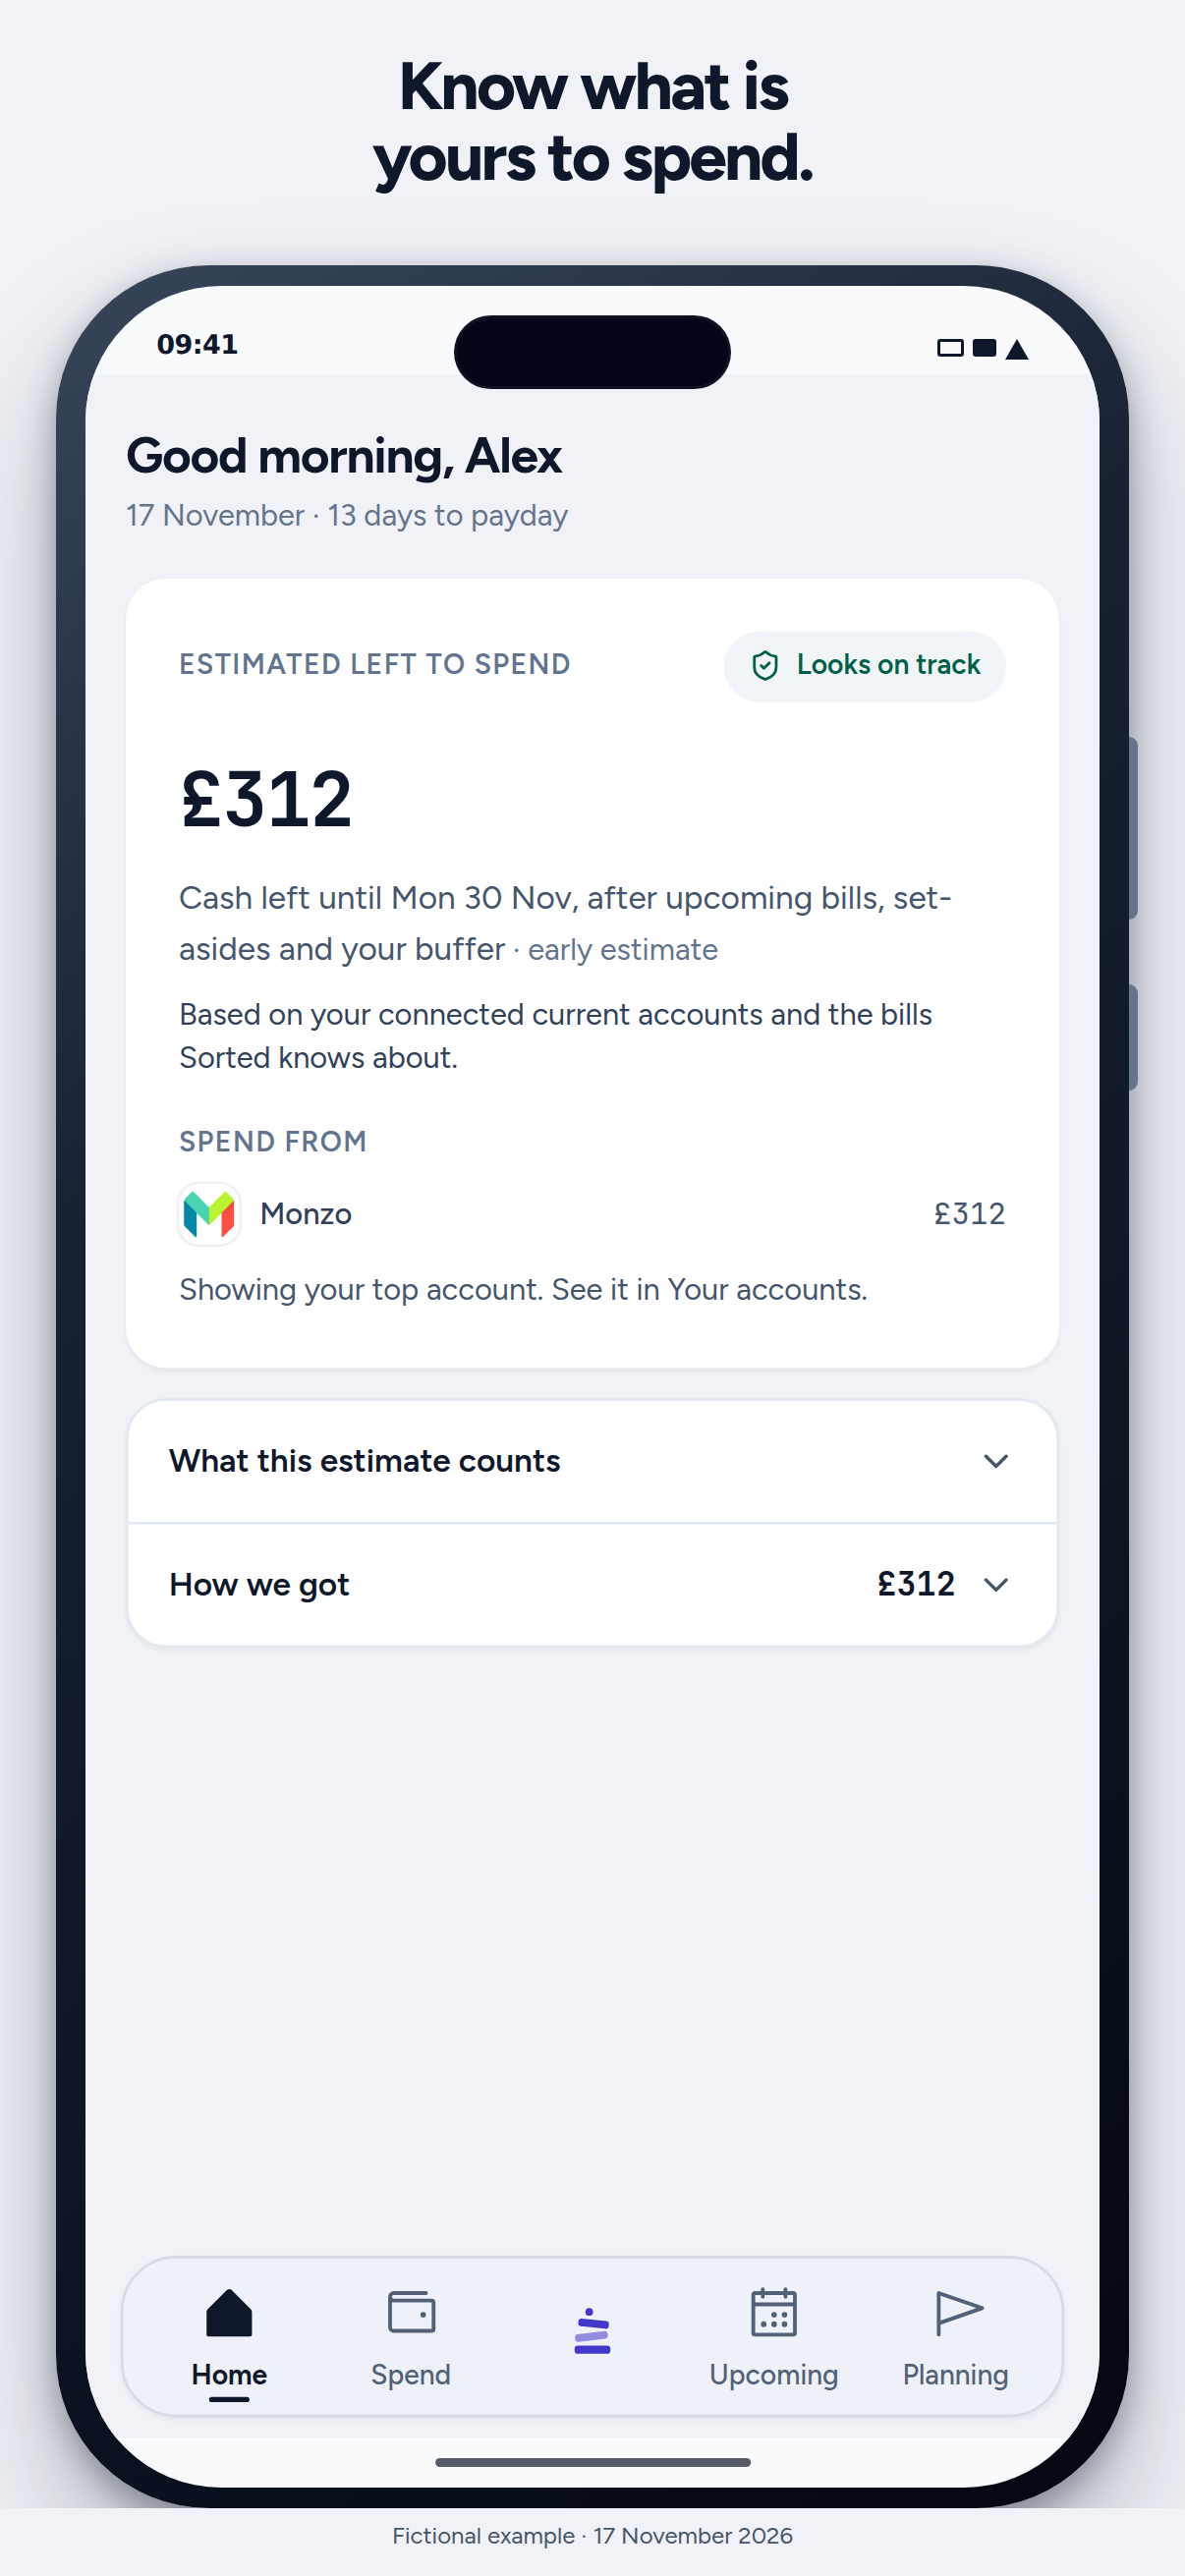 Know what is
yours to spend.
09:41
Good morning, Alex
17 November · 13 days to payday
ESTIMATED LEFT TO SPEND
Looks on track
£312
Cash left until Mon 30 Nov, after upcoming bills, set-
asides and your buffer · early estimate
Based on your connected current accounts and the bills
Sorted knows about.
SPEND FROM
Monzo £312
Showing your top account. See it in Your accounts.
What this estimate counts
How we got £312
Home Spend Upcoming Planning
Fictional example · 17 November 2026